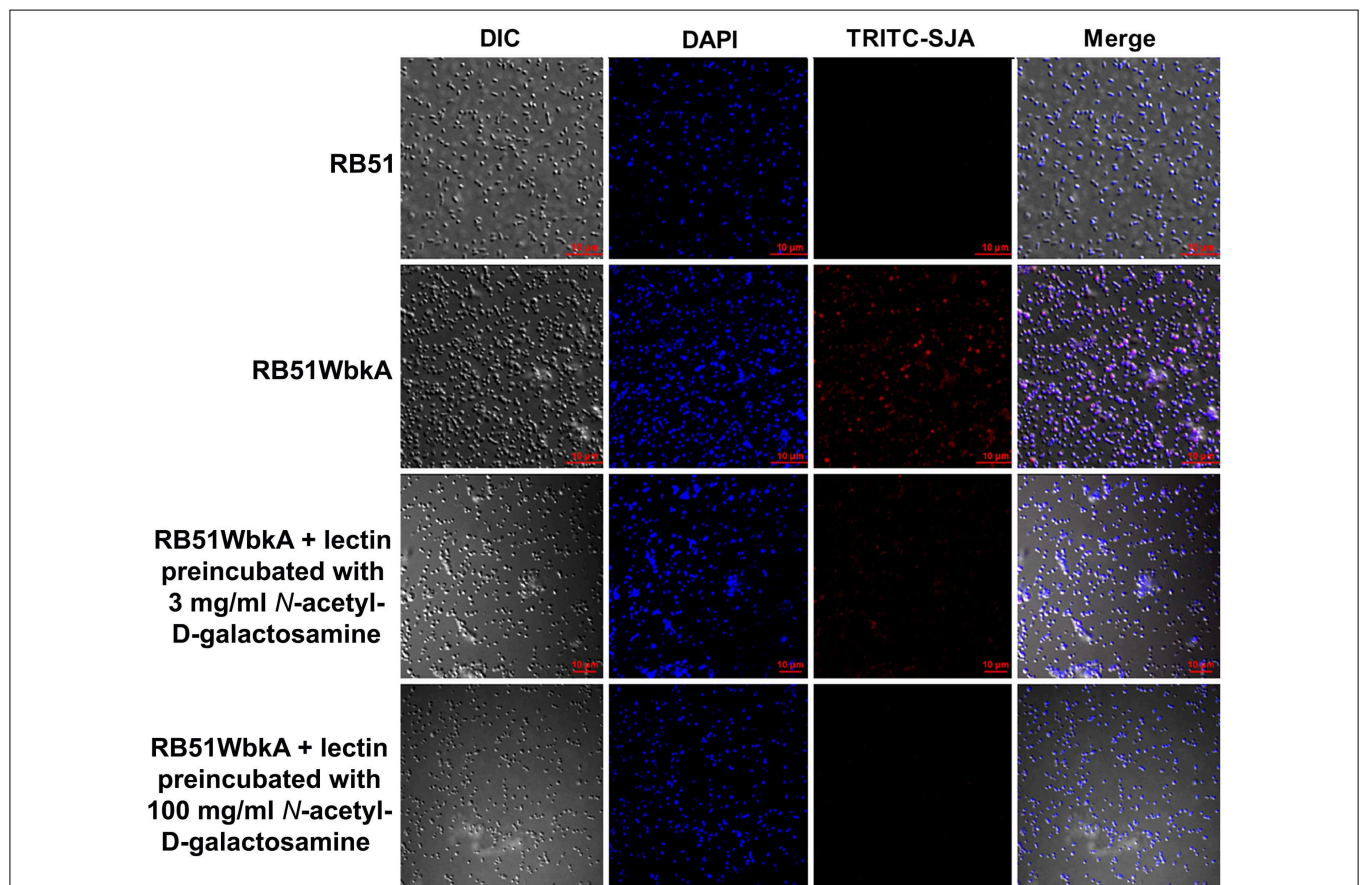 DIC DAPI TRITC-SJA Merge
RB51
10 µm 10 µm 10 µm 10 µm
RB51WbkA
10 µm 10 µm 10 µm 10 µm
RB51WbkA + lectin
preincubated with
3 mg/ml N-acetyl-
D-galactosamine
10 µm 10 µm 10 µm 10 µm
RB51WbkA + lectin
preincubated with
100 mg/ml N-acetyl-
D-galactosamine